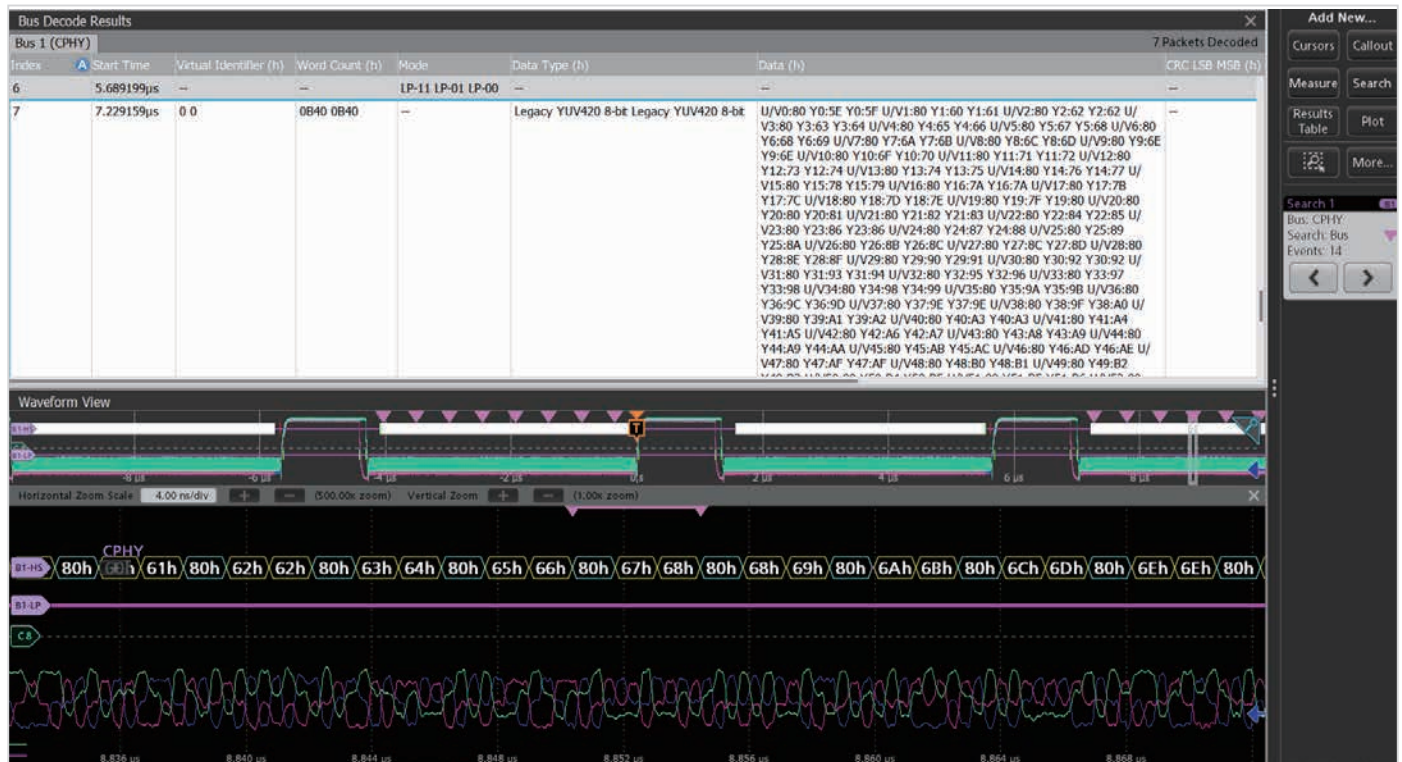 Bus Decode Results
Bus 1 (CPHY)
7 Packets Decoded
Index A Start Time Virtual Identifier (h) Word Count (h) Mode Data Type (h) Data (h) CRC LSB MSB (h)
6 5.689199µs -- -- LP-11 LP-01 LP-00 -- -- --
7 7.229159µs 0 0 0B40 0B40 -- Legacy YUV420 8-bit Legacy YUV420 8-bit U/V0:80 Y0:5E Y0:5F U/V1:80 Y1:60 Y1:61 U/V2:80 Y2:62 Y2:62 U/ --
V3:80 Y3:63 Y3:64 U/V4:80 Y4:65 Y4:66 U/V5:80 Y5:67 Y5:68 U/V6:80
Y6:68 Y6:69 U/V7:80 Y7:6A Y7:6B U/V8:80 Y8:6C Y8:6D U/V9:80 Y9:6E
Y9:6E U/V10:80 Y10:6F Y10:70 U/V11:80 Y11:71 Y11:72 U/V12:80
Y12:73 Y12:74 U/V13:80 Y13:74 Y13:75 U/V14:80 Y14:76 Y14:77 U/
V15:80 Y15:78 Y15:79 U/V16:80 Y16:7A Y16:7A U/V17:80 Y17:7B
Y17:7C U/V18:80 Y18:7D Y18:7E U/V19:80 Y19:7F Y19:80 U/V20:80
Y20:80 Y20:81 U/V21:80 Y21:82 Y21:83 U/V22:80 Y22:84 Y22:85 U/
V23:80 Y23:86 Y23:86 U/V24:80 Y24:87 Y24:88 U/V25:80 Y25:89
Y25:8A U/V26:80 Y26:8B Y26:8C U/V27:80 Y27:8C Y27:8D U/V28:80
Y28:8E Y28:8F U/V29:80 Y29:90 Y29:91 U/V30:80 Y30:92 Y30:92 U/
V31:80 Y31:93 Y31:94 U/V32:80 Y32:95 Y32:96 U/V33:80 Y33:97
Y33:98 U/V34:80 Y34:98 Y34:99 U/V35:80 Y35:9A Y35:9B U/V36:80
Y36:9C Y36:9D U/V37:80 Y37:9E Y37:9E U/V38:80 Y38:9F Y38:A0 U/
V39:80 Y39:A1 Y39:A2 U/V40:80 Y40:A3 Y40:A3 U/V41:80 Y41:A4
Y41:A5 U/V42:80 Y42:A6 Y42:A7 U/V43:80 Y43:A8 Y43:A9 U/V44:80
Y44:A9 Y44:AA U/V45:80 Y45:AB Y45:AC U/V46:80 Y46:AD Y46:AE U/
V47:80 Y47:AF Y47:AF U/V48:80 Y48:B0 Y48:B1 U/V49:80 Y49:B2
Waveform View
B1-HS
B1-LP
T
-8 µs -6 µs -4 µs -2 µs 0 s 2 µs 4 µs 6 µs 8 µs
Horizontal Zoom Scale 4.00 ns/div + - (500.00x zoom) Vertical Zoom + - (1.00x zoom)
CPHY
B1-HS 80h 61h 80h 62h 62h 80h 63h 64h 80h 65h 66h 80h 67h 68h 80h 68h 69h 80h 6Ah 6Bh 80h 6Ch 6Dh 80h 6Eh 6Eh 80h
B1-LP
C8
8.836 µs 8.840 µs 8.844 µs 8.848 µs 8.852 µs 8.856 µs 8.860 µs 8.864 µs 8.868 µs
Add New...
Cursors Callout
Measure Search
Results Table Plot
More...
Search 1 B1
Bus: CPHY
Search: Bus
Events: 14